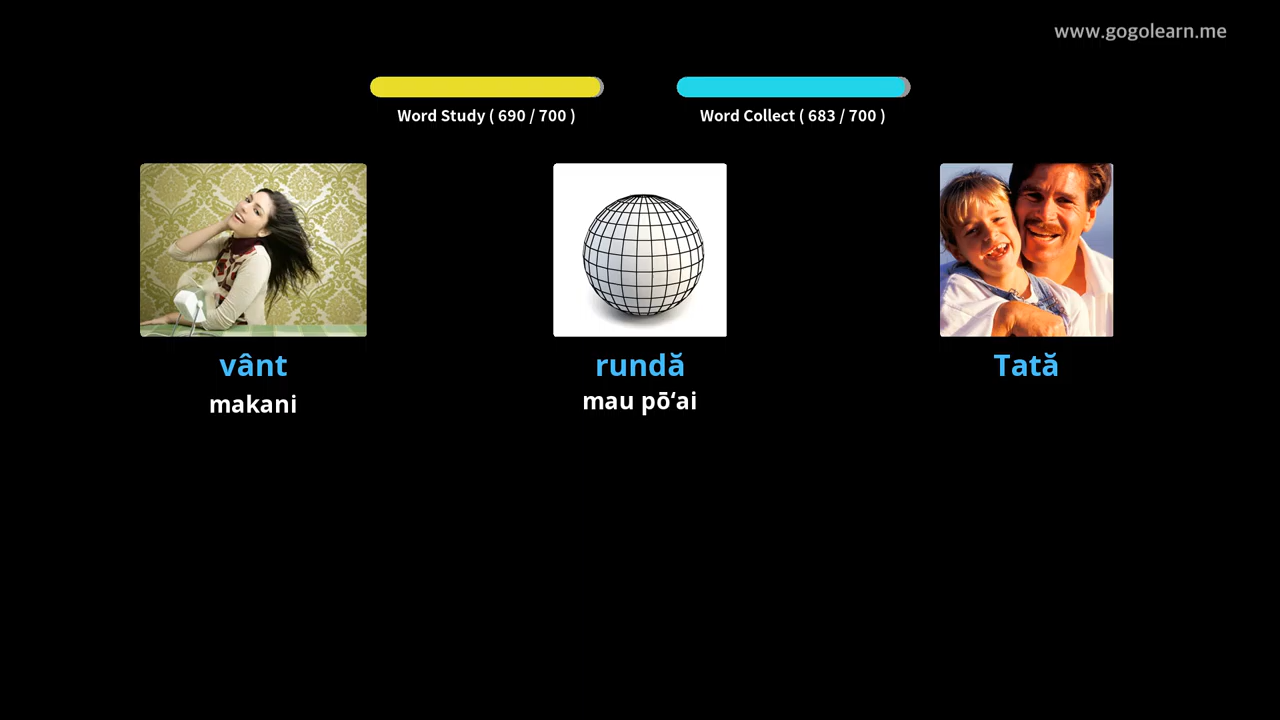 www.gogolearn.me
Word Study ( 690 / 700 )
Word Collect ( 683 / 700 )
vânt
rundă
Tată
makani
mau pōʻai